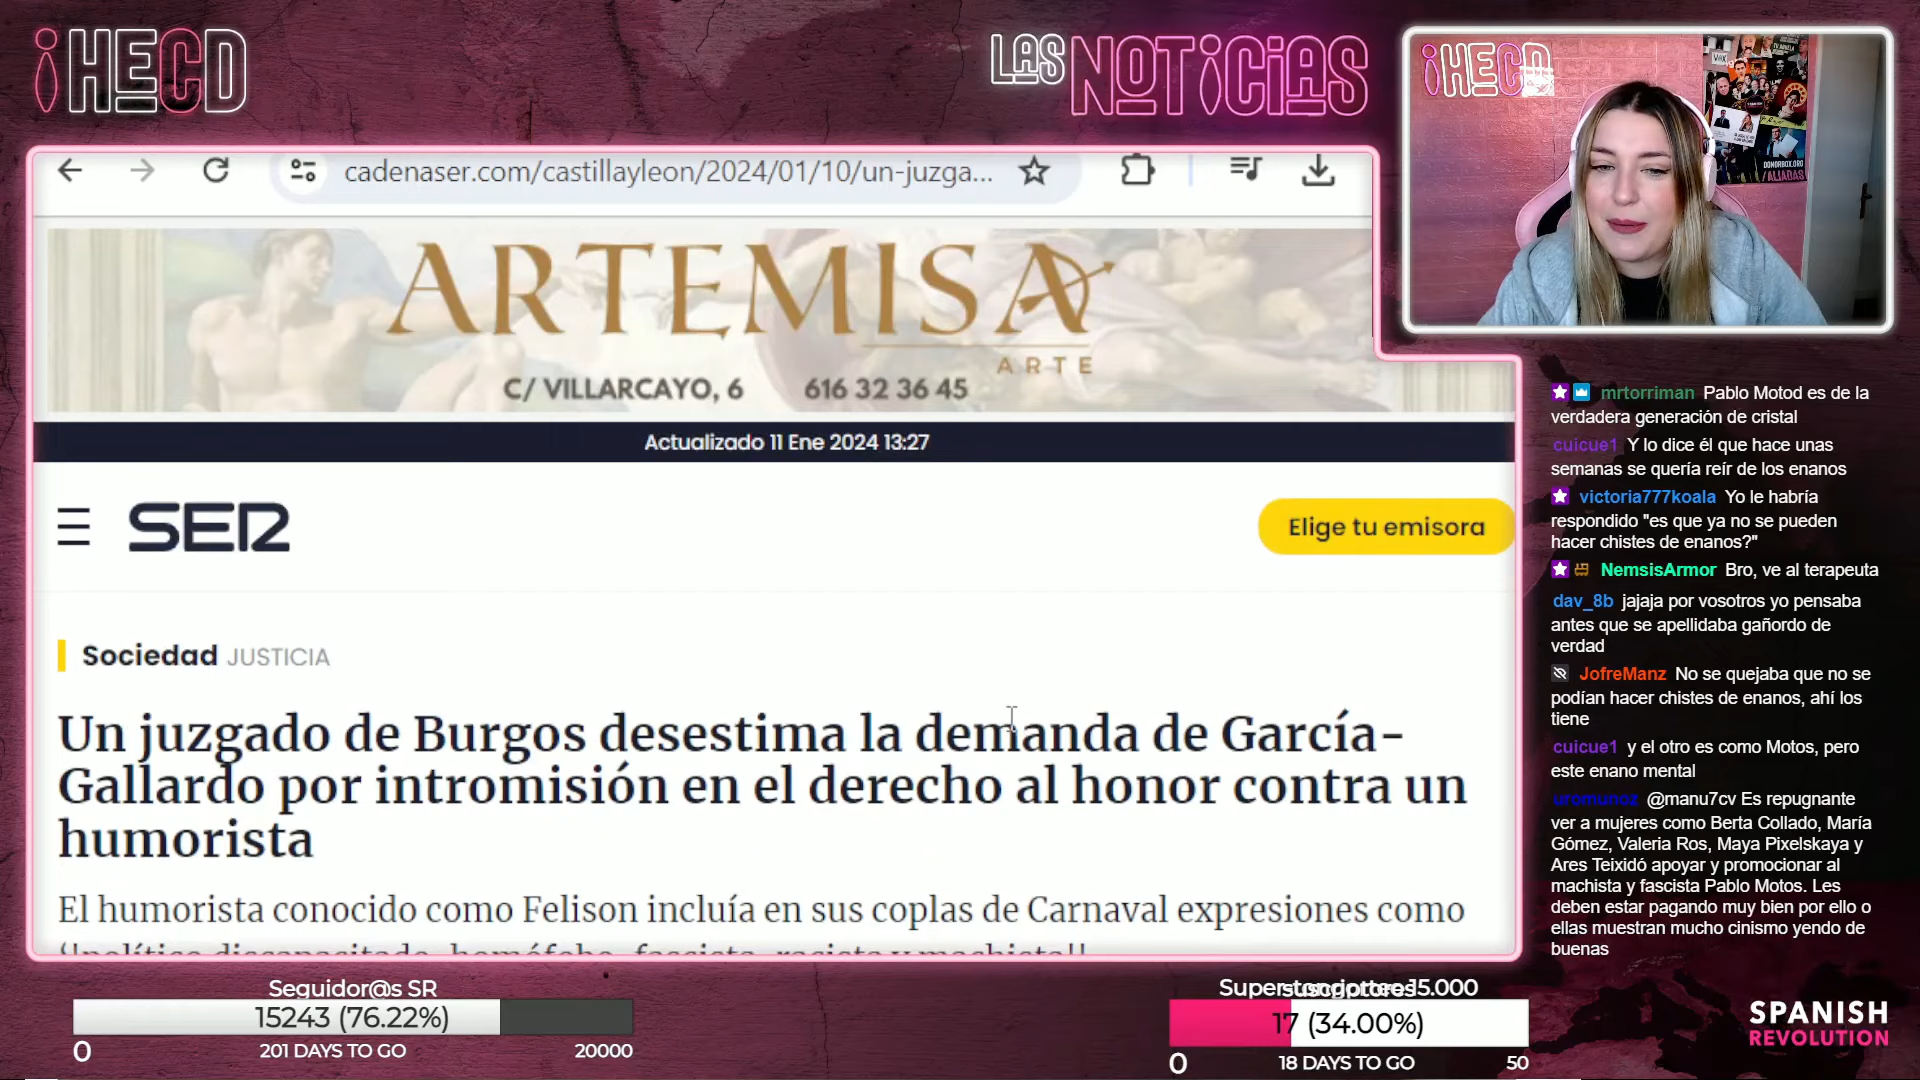 ¡HECD
LAS NOTICIAS
¡HECD
cadenaser.com/castillayleon/2024/01/10/un-juzga...
ARTEMISA
ARTE
C/ VILLARCAYO, 6 616 32 36 45
Actualizado 11 Ene 2024 13:27
SER
Elige tu emisora
Sociedad JUSTICIA
Un juzgado de Burgos desestima la demanda de García-
Gallardo por intromisión en el derecho al honor contra un
humorista
El humorista conocido como Felison incluía en sus coplas de Carnaval expresiones como
DONORBOX.ORG
/ALIADAS
mrtorriman Pablo Motod es de la
verdadera generación de cristal
cuicue1 Y lo dice él que hace unas
semanas se quería reír de los enanos
victoria777koala Yo le habría
respondido "es que ya no se pueden
hacer chistes de enanos?"
NemsisArmor Bro, ve al terapeuta
dav_8b jajaja por vosotros yo pensaba
antes que se apellidaba gañordo de
verdad
JofreManz No se quejaba que no se
podían hacer chistes de enanos, ahí los
tiene
cuicue1 y el otro es como Motos, pero
este enano mental
uromunoz @manu7cv Es repugnante
ver a mujeres como Berta Collado, María
Gómez, Valeria Ros, Maya Pixelskaya y
Ares Teixidó apoyar y promocionar al
machista y fascista Pablo Motos. Les
deben estar pagando muy bien por ello o
ellas muestran mucho cinismo yendo de
buenas
Seguidor@s SR
15243 (76.22%)
0 201 DAYS TO GO 20000
15.000
17 (34.00%)
0 18 DAYS TO GO 50
SPANISH
REVOLUTION